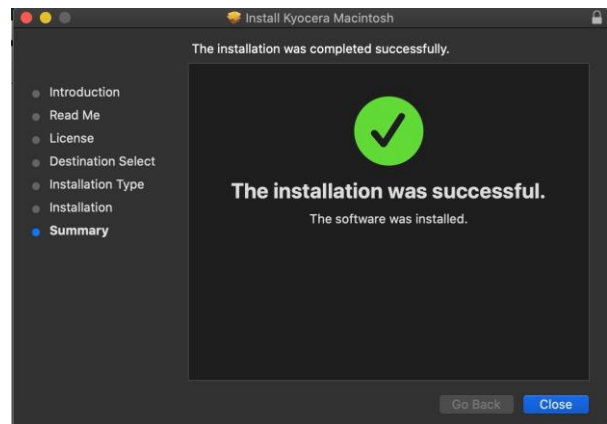 Install Kyocera Macintosh
The installation was completed successfully.
Introduction
Read Me
License
Destination Select
Installation Type
Installation
Summary
The installation was successful.
The software was installed.
Go Back
Close